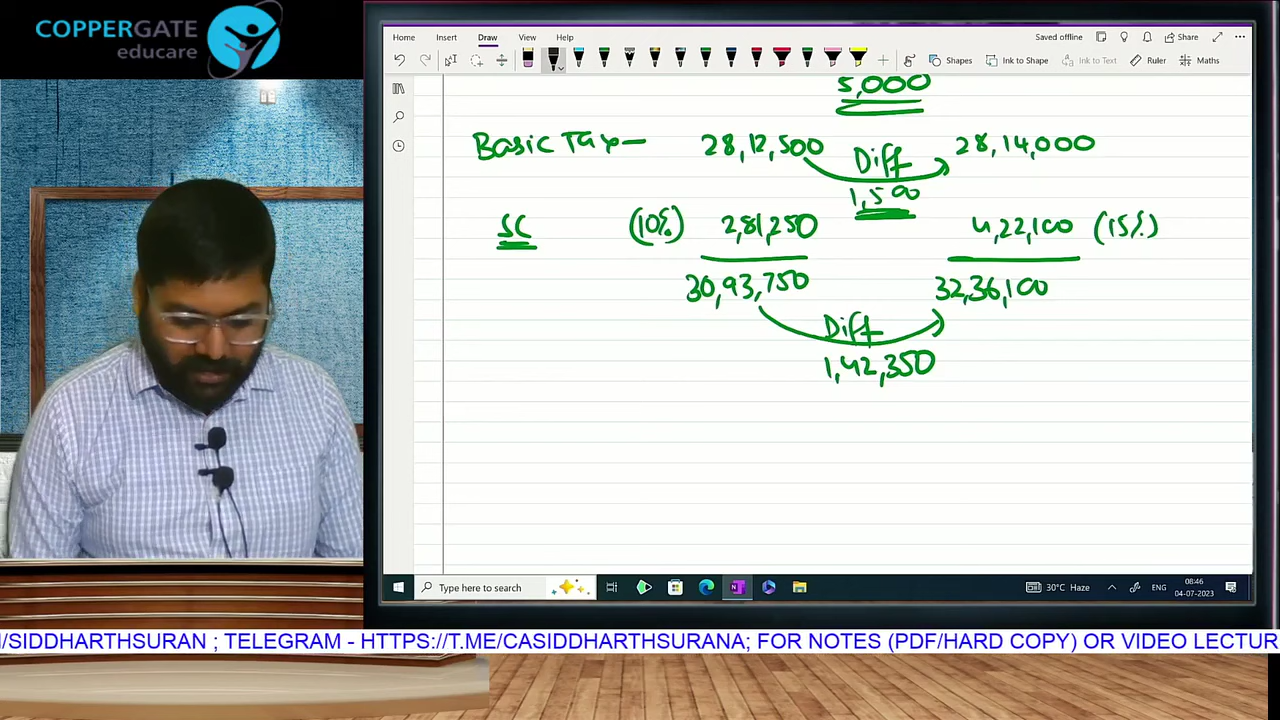 COPPERGATE
educare
Home Insert Draw View Help
Saved offline
Share
Shapes
Ink to Shape
Ink to Text
Ruler
Maths
5,000
Basic Tax— 28,12,500 Diff 28,14,000
1,500
SC (10%) 2,81,250 4,22,100 (15%)
30,93,750 32,36,100
Diff
1,42,350
Type here to search
30°C Haze
ENG
08:46
04-07-2023
/SIDDHARTHSURAN ; TELEGRAM - HTTPS://T.ME/CASIDDHARTHSURANA; FOR NOTES (PDF/HARD COPY) OR VIDEO LECTUR